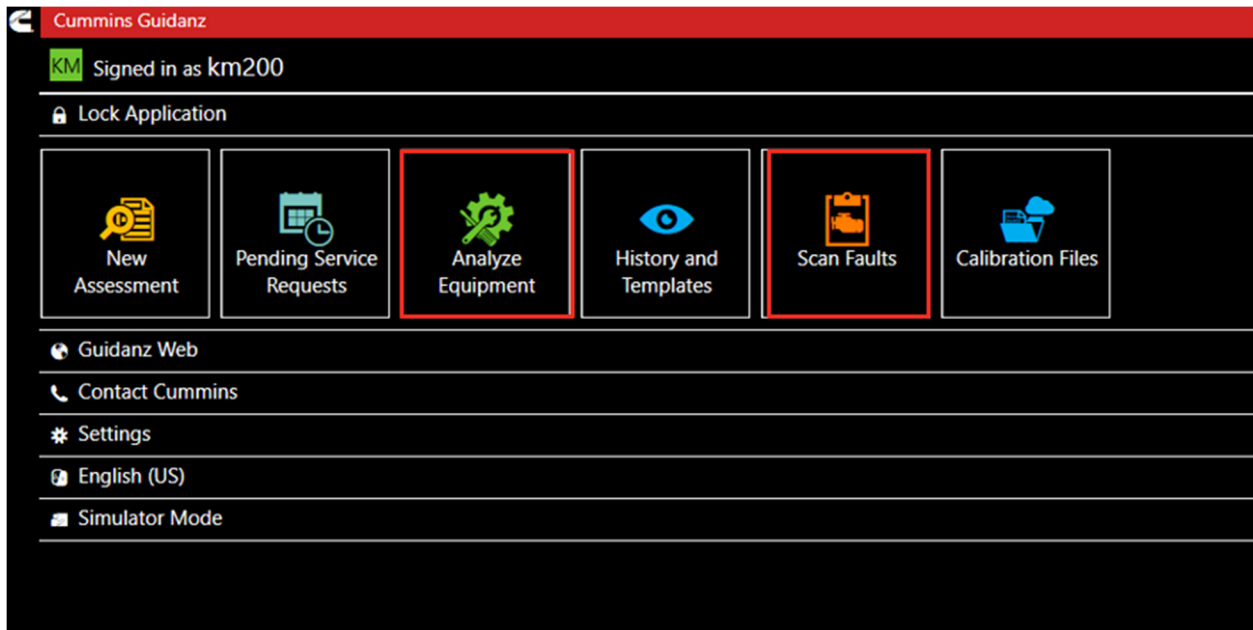 Cummins Guidanz
KM Signed in as km200
Lock Application
New
Assessment
Pending Service
Requests
Analyze
Equipment
History and
Templates
Scan Faults
Calibration Files
Guidanz Web
Contact Cummins
Settings
English (US)
Simulator Mode